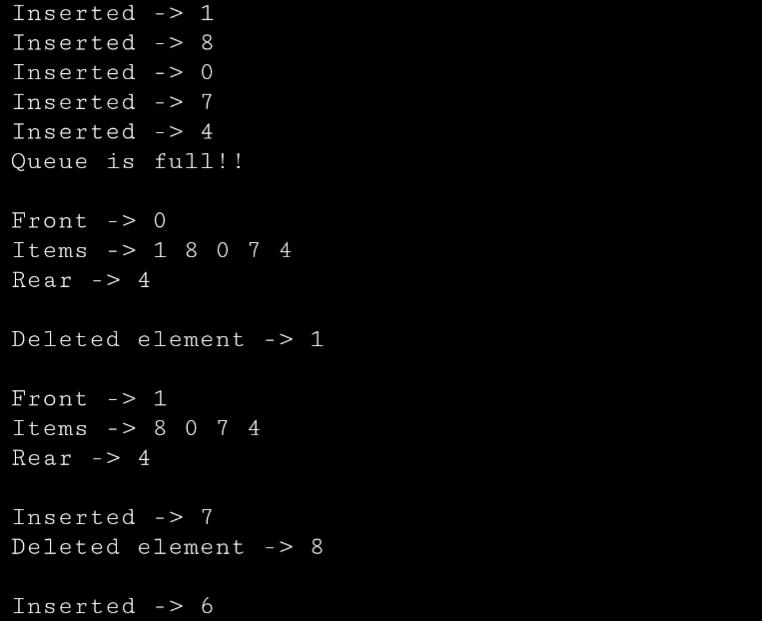 Inserted -> 1
Inserted -> 8
Inserted -> 0
Inserted -> 7
Inserted -> 4
Queue is full!!
Front -> 0
Items -> 1 8 0 7 4
Rear -> 4
Deleted element -> 1
Front -> 1
Items -> 8 0 7 4
Rear -> 4
Inserted -> 7
Deleted element -> 8
Inserted -> 6